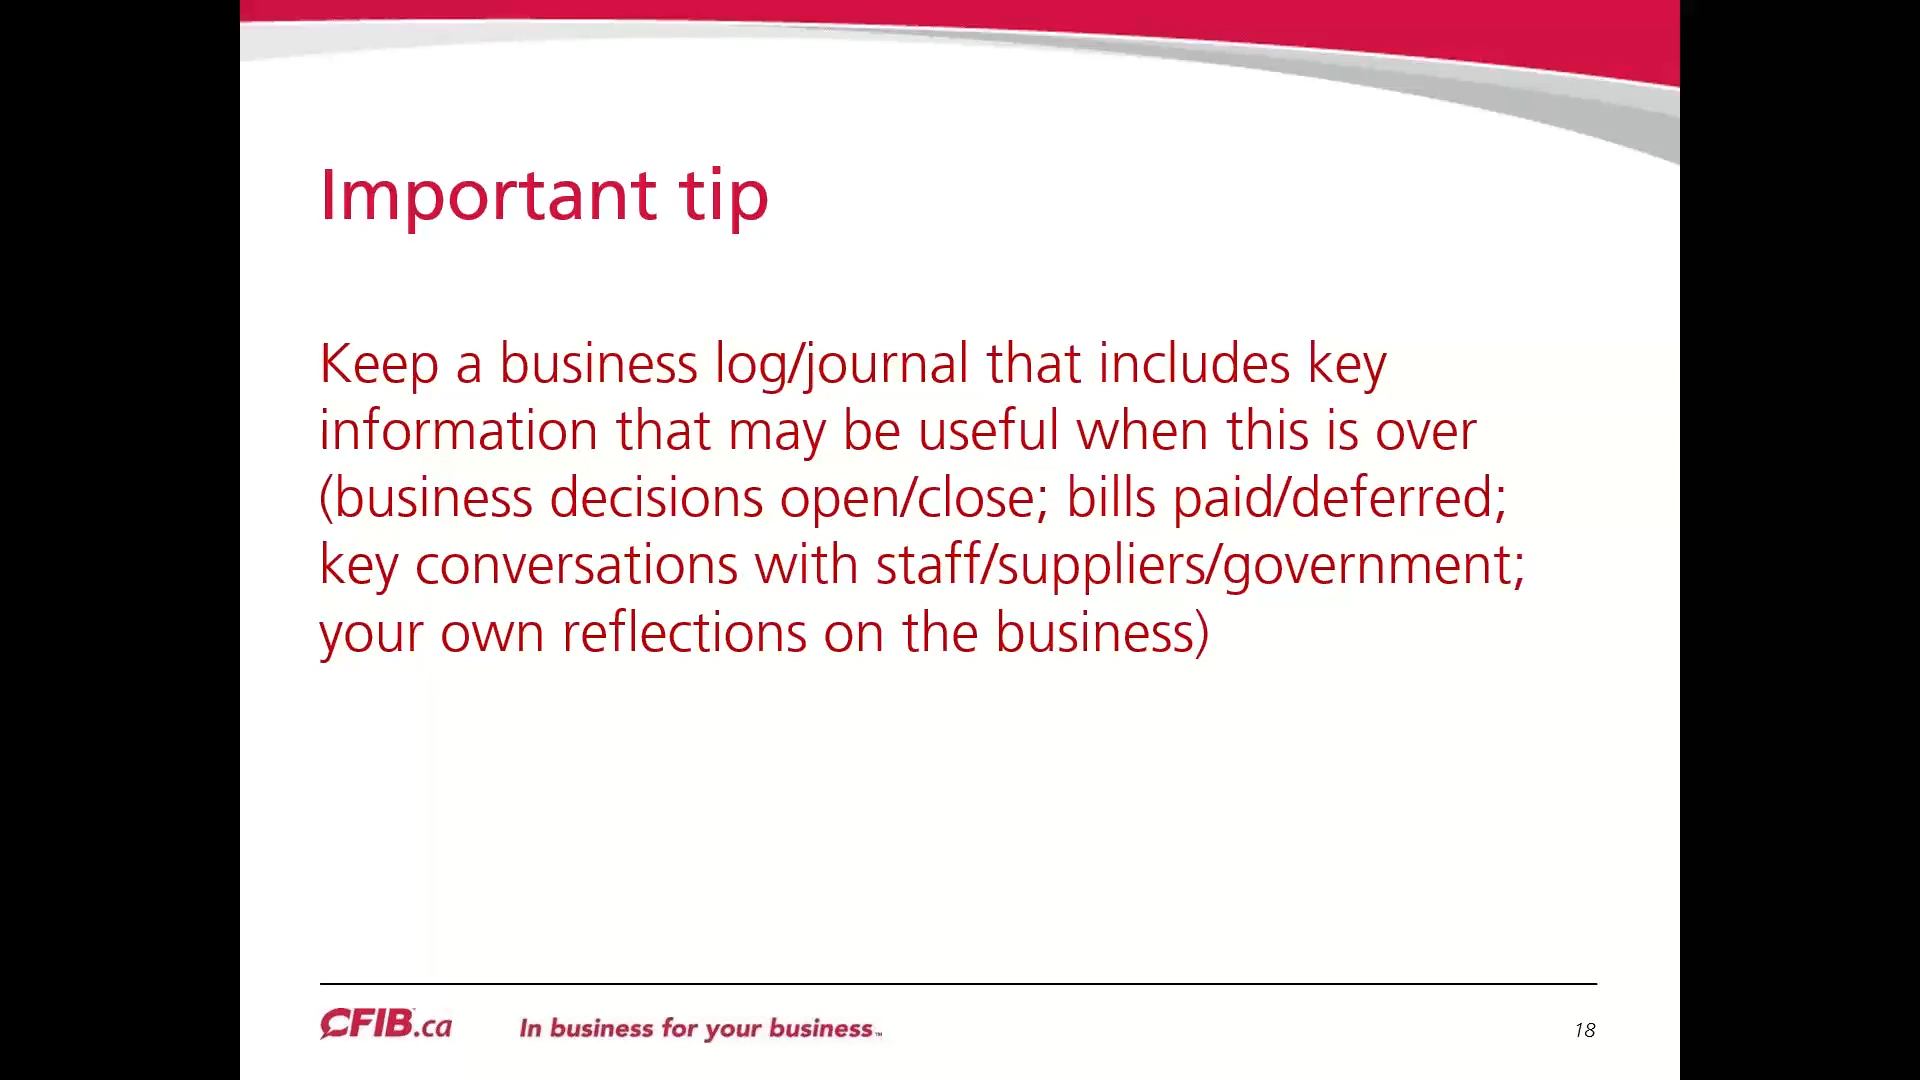 Important tip
Keep a business log/journal that includes key
information that may be useful when this is over
(business decisions open/close; bills paid/deferred;
key conversations with staff/suppliers/government;
your own reflections on the business)
CFIB.ca In business for your business™ 18